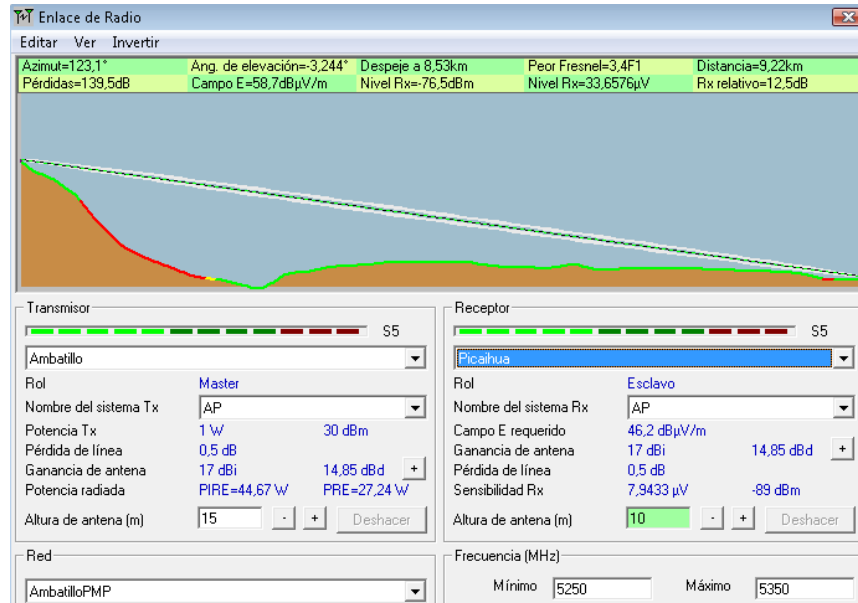 Enlace de Radio
Editar Ver Invertir
Azimut=123,1° Ang. de elevación=-3,244° Despeje a 8,53km Peor Fresnel=3,4F1 Distancia=9,22km
Pérdidas=139,5dB Campo E=58,7dBμV/m Nivel Rx=-76,5dBm Nivel Rx=33,6576μV Rx relativo=12,5dB
Transmisor
S5
Ambatillo
Rol Master
Nombre del sistema Tx AP
Potencia Tx 1 W 30 dBm
Pérdida de línea 0,5 dB
Ganancia de antena 17 dBi 14,85 dBd +
Potencia radiada PIRE=44,67 W PRE=27,24 W
Altura de antena (m) 15 - + Deshacer
Receptor
S5
Picaihua
Rol Esclavo
Nombre del sistema Rx AP
Campo E requerido 46,2 dBμV/m
Ganancia de antena 17 dBi 14,85 dBd +
Pérdida de línea 0,5 dB
Sensibilidad Rx 7,9433 μV -89 dBm
Altura de antena (m) 10 - + Deshacer
Red
AmbatilloPMP
Frecuencia (MHz)
Mínimo 5250 Máximo 5350